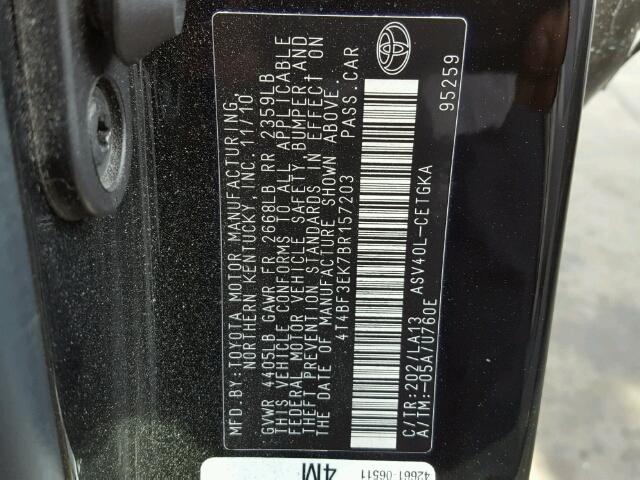 MFD.BY:TOYOTA MOTOR MANUFACTURING,
NORTHERN KENTUCKY, INC. 11/10
GVWR 4405LB GAWR FR 2668LB RR 2359LB
THIS VEHICLE CONFORMS TO ALL APPLICABLE
FEDERAL MOTOR VEHICLE SAFETY, BUMPER, AND
THEFT PREVENTION STANDARDS IN EFFECT ON
THE DATE OF MANUFACTURE SHOWN ABOVE.
4T4BF3EK7BR157203 PASS. CAR
C/TR:202/LA13 ASV40L-CETGKA
A/TM:-05A/U760E
95259
4M
42661-06511